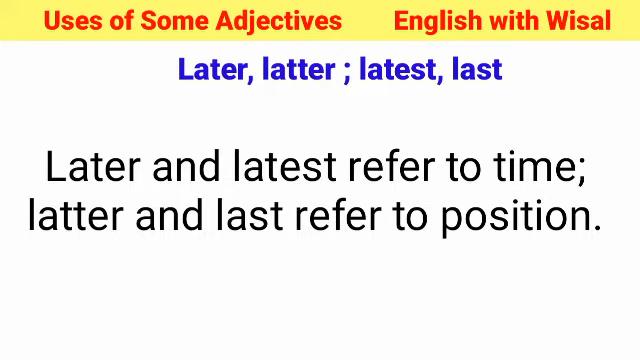 Uses of Some Adjectives English with Wisal
Later, latter ; latest, last
Later and latest refer to time;
latter and last refer to position.